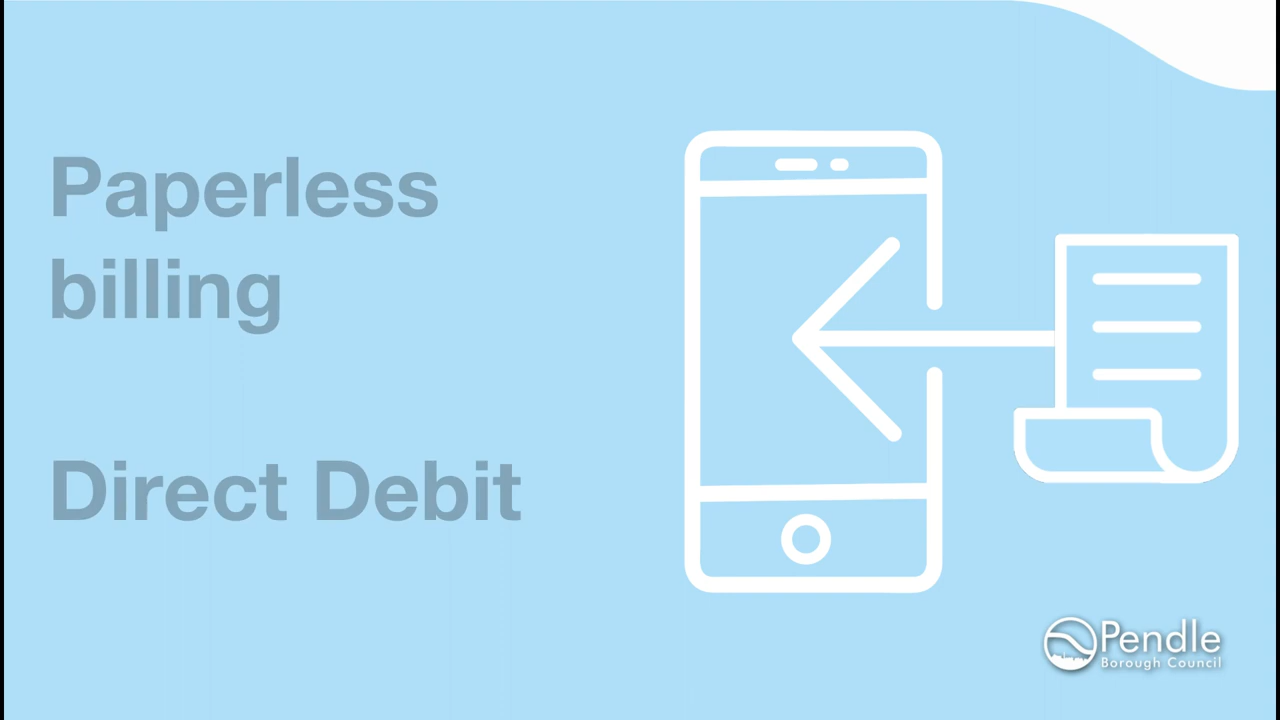 Paperless
billing
Direct Debit
Pendle
Borough Council